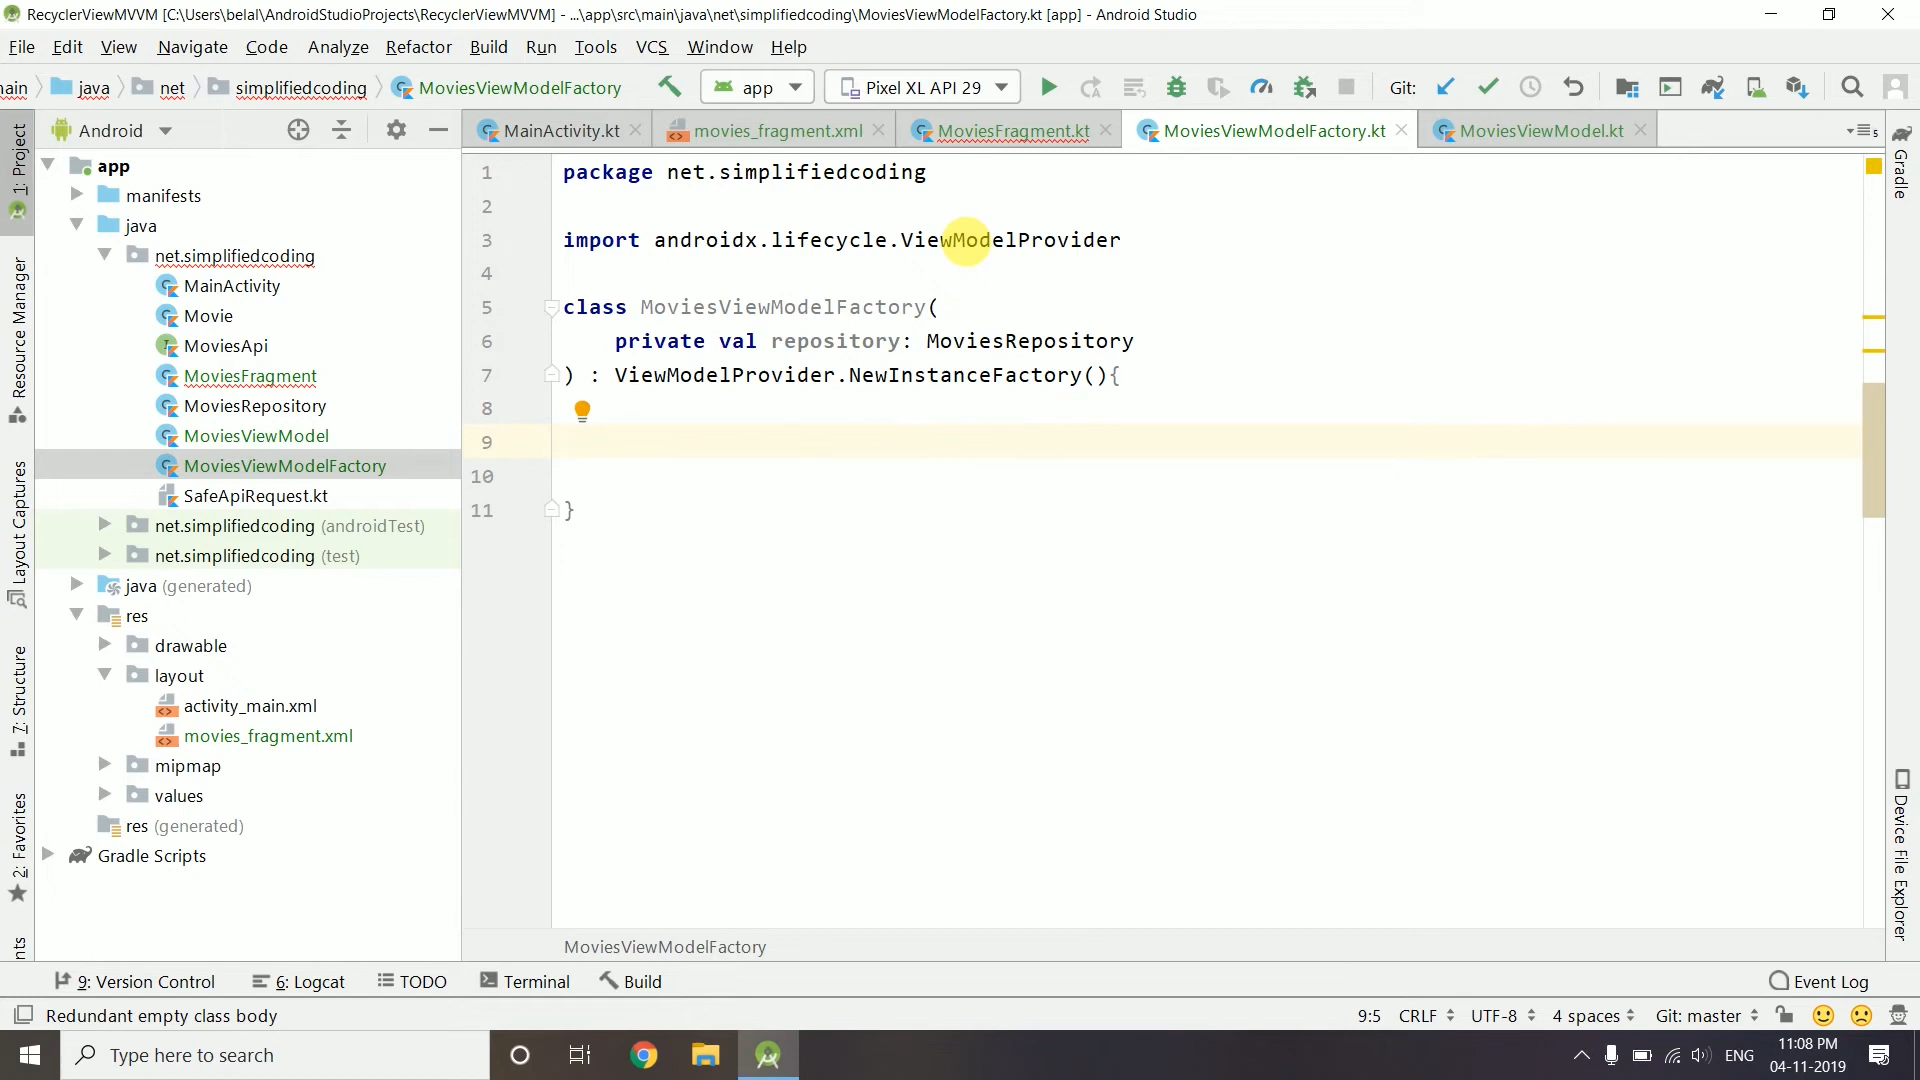 RecyclerViewMVVM [C:\Users\belal\AndroidStudioProjects\RecyclerViewMVVM] - ...\app\src\main\java\net\simplifiedcoding\MoviesViewModelFactory.kt [app] - Android Studio
File Edit View Navigate Code Analyze Refactor Build Run Tools VCS Window Help
ain java net simplifiedcoding MoviesViewModelFactory app Pixel XL API 29 Git:
Android
MainActivity.kt movies_fragment.xml MoviesFragment.kt MoviesViewModelFactory.kt MoviesViewModel.kt 5
1: Project
Resource Manager
Layout Captures
7: Structure
2: Favorites
nts
app
manifests
java
net.simplifiedcoding
MainActivity
Movie
MoviesApi
MoviesFragment
MoviesRepository
MoviesViewModel
MoviesViewModelFactory
SafeApiRequest.kt
net.simplifiedcoding (androidTest)
net.simplifiedcoding (test)
java (generated)
res
drawable
layout
activity_main.xml
movies_fragment.xml
mipmap
values
res (generated)
Gradle Scripts
1 package net.simplifiedcoding
2
3 import androidx.lifecycle.ViewModelProvider
4
5 class MoviesViewModelFactory(
6 private val repository: MoviesRepository
7 ) : ViewModelProvider.NewInstanceFactory(){
8
9
10
11 }
MoviesViewModelFactory
Gradle
Device File Explorer
9: Version Control 6: Logcat TODO Terminal Build Event Log
Redundant empty class body 9:5 CRLF UTF-8 4 spaces Git: master
Type here to search ENG 11:08 PM
04-11-2019